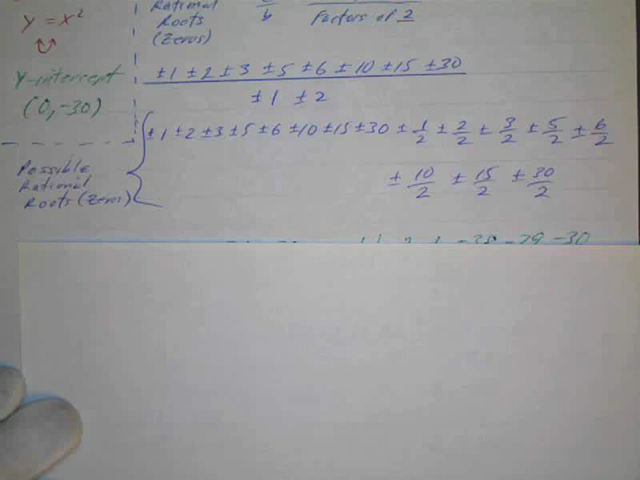 Rational
Roots
(Zeros)
b
Factors of 2
y = x²
y-intercept
(0, -30)
±1 ±2 ±3 ±5 ±6 ±10 ±15 ±30
±1 ±2
Possible
Rational
Roots (Zeros)
±1 ±2 ±3 ±5 ±6 ±10 ±15 ±30 ±1/2 ±2/2 ±3/2 ±5/2 ±6/2
±10/2 ±15/2 ±30/2
-29 -30